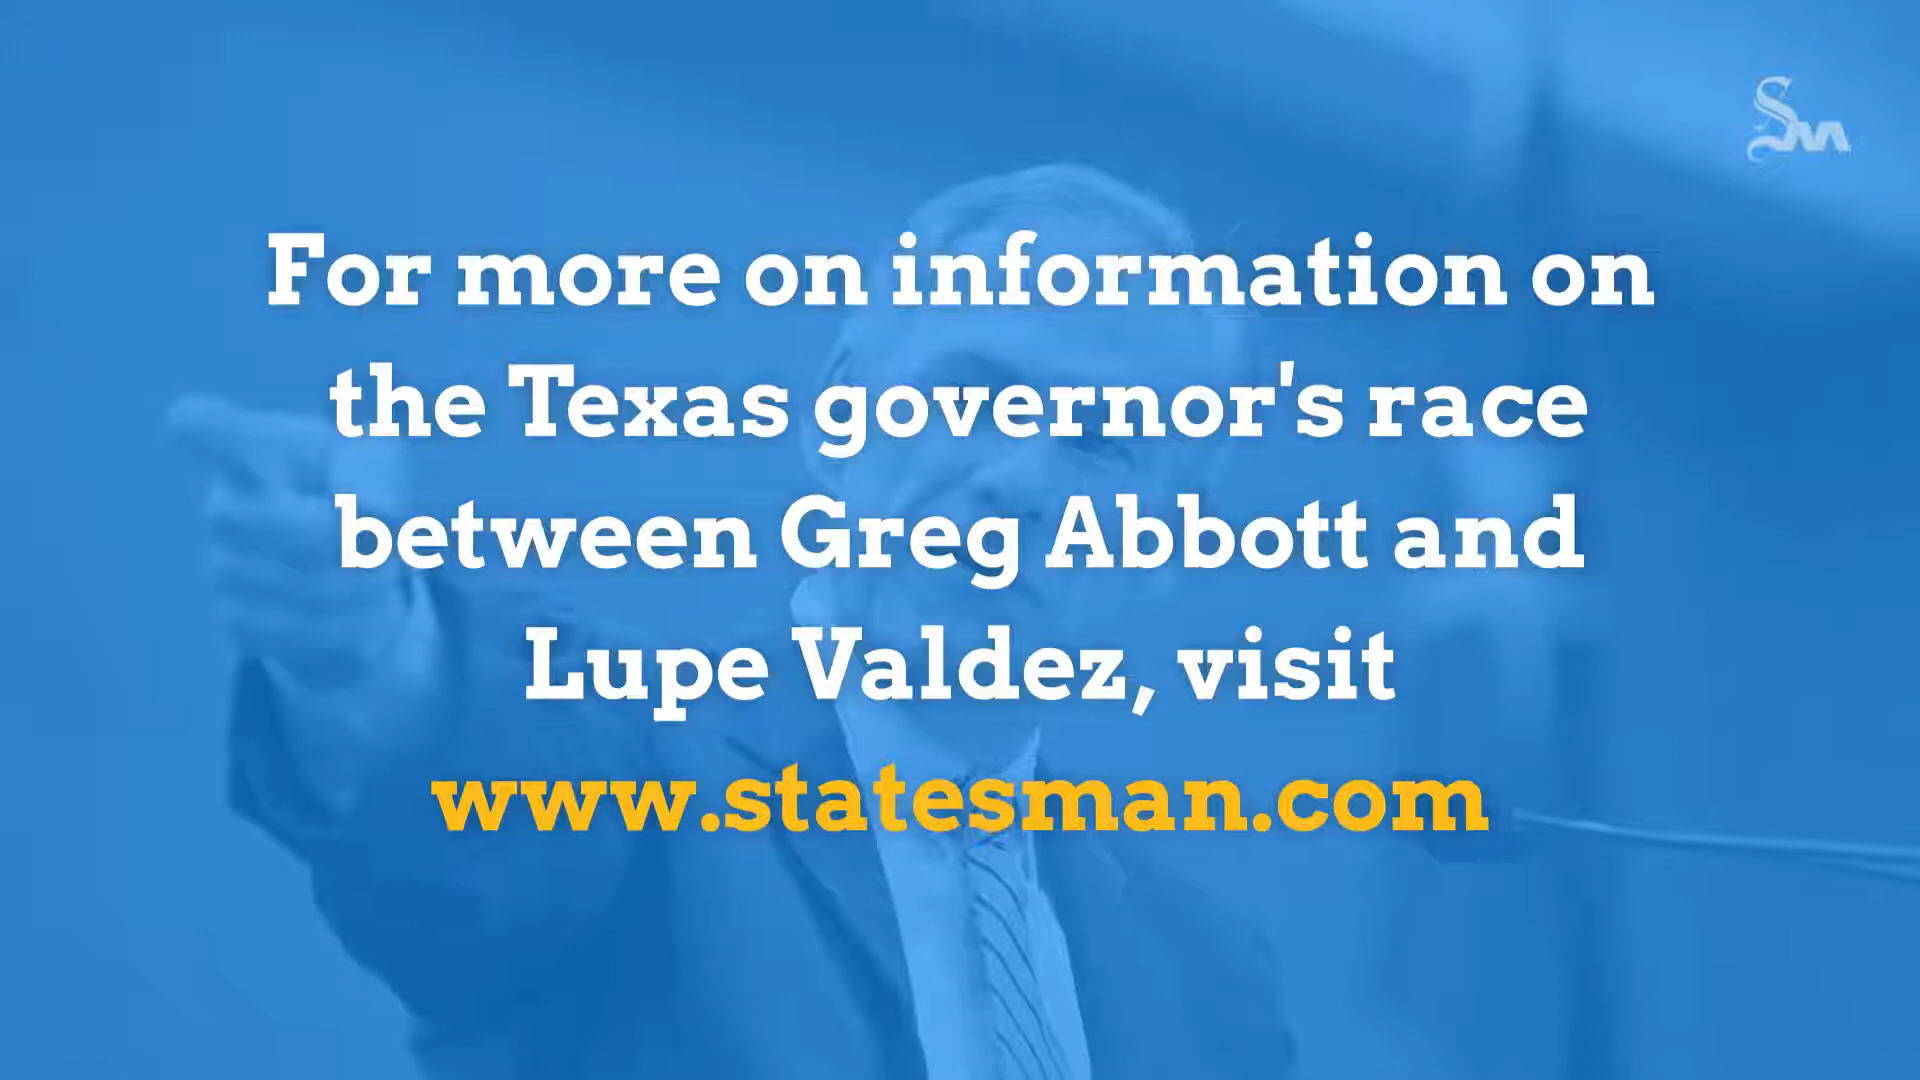 Sm
For more on information on
the Texas governor's race
between Greg Abbott and
Lupe Valdez, visit
www.statesman.com